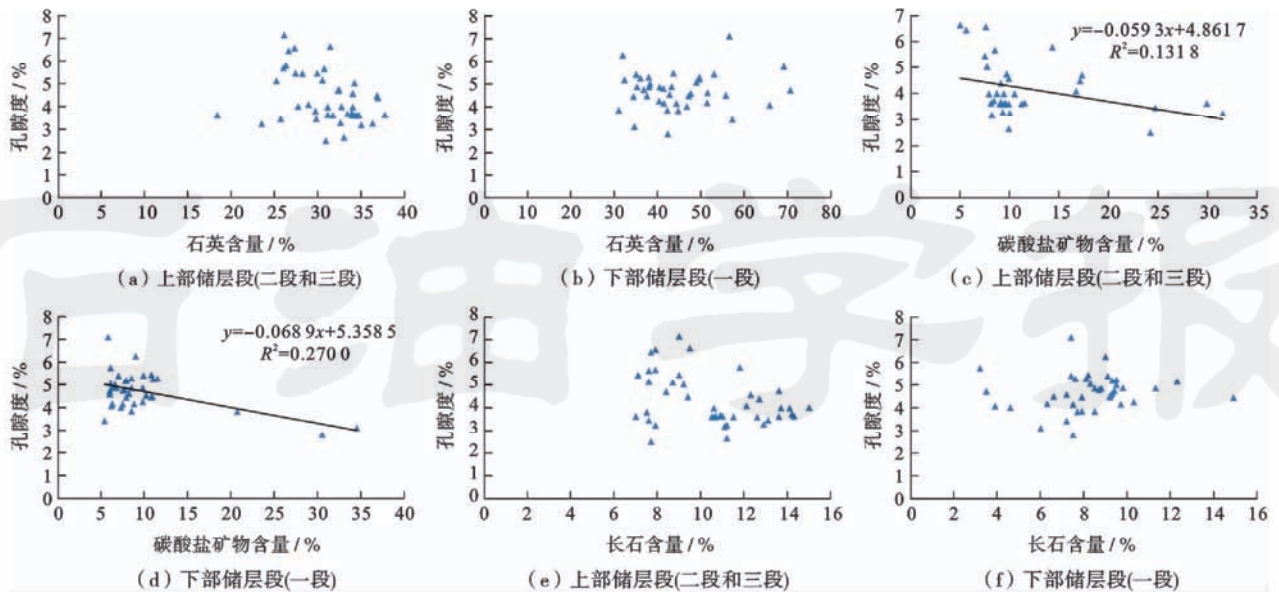 8
7
6
5
4
3
2
1
0
孔隙度 / %
0 5 10 15 20 25 30 35 40
石英含量 / %
(a) 上部储层段(二段和三段)
8
7
6
5
4
3
2
1
0
孔隙度 / %
0 10 20 30 40 50 60 70 80
石英含量 / %
(b) 下部储层段(一段)
7
6
5
4
3
2
1
0
孔隙度 / %
y=-0.059 3x+4.861 7
R²=0.131 8
0 5 10 15 20 25 30 35
碳酸盐矿物含量 / %
(c) 上部储层段(二段和三段)
8
7
6
5
4
3
2
1
0
孔隙度 / %
y=-0.068 9x+5.358 5
R²=0.270 0
0 5 10 15 20 25 30 35 40
碳酸盐矿物含量 / %
(d) 下部储层段(一段)
8
7
6
5
4
3
2
1
0
孔隙度 / %
0 2 4 6 8 10 12 14 16
长石含量 / %
(e) 上部储层段(二段和三段)
8
7
6
5
4
3
2
1
0
孔隙度 / %
0 2 4 6 8 10 12 14 16
长石含量 / %
(f) 下部储层段(一段)
石油学报